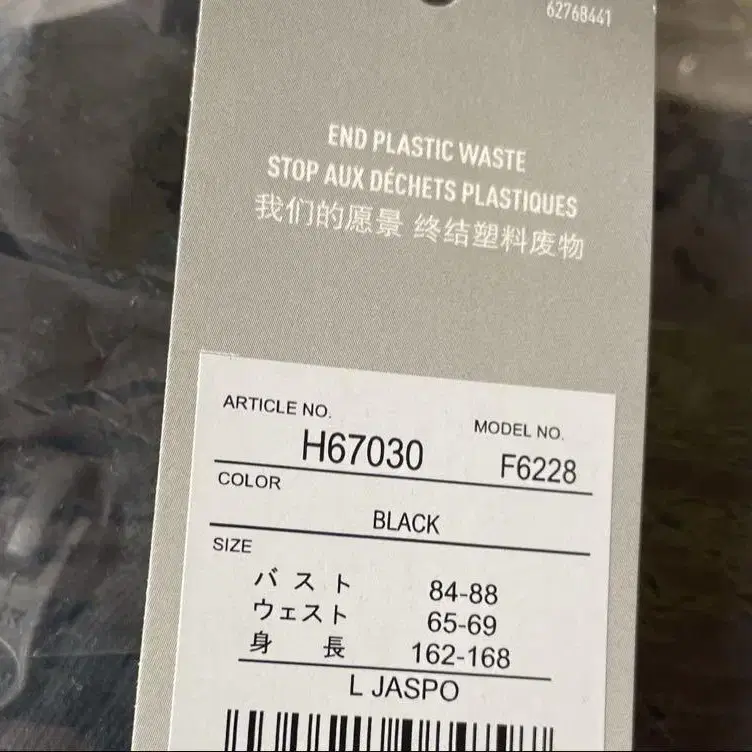 62768441
END PLASTIC WASTE
STOP AUX DÉCHETS PLASTIQUES
我们的愿景 终结塑料废物
ARTICLE NO.
H67030
MODEL NO.
F6228
COLOR
BLACK
SIZE
バスト 84-88
ウェスト 65-69
身長 162-168
L JASPO